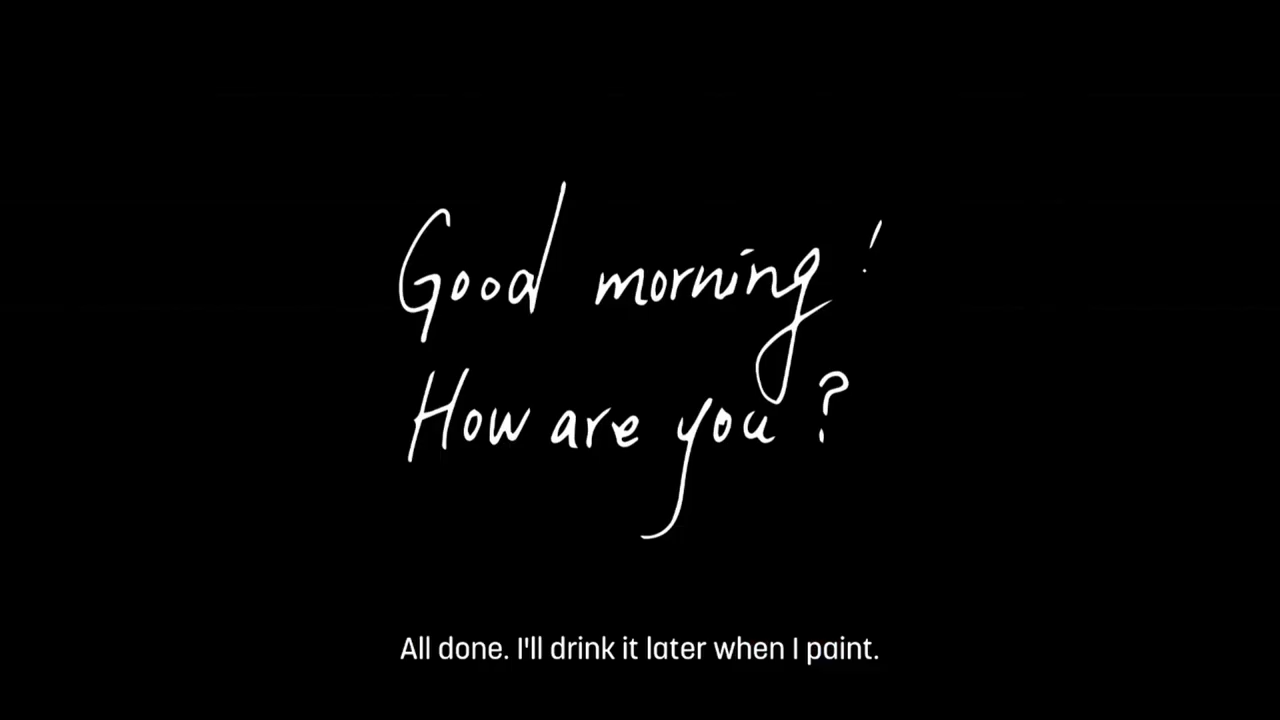 Good morning!
How are you?
All done. I'll drink it later when I paint.